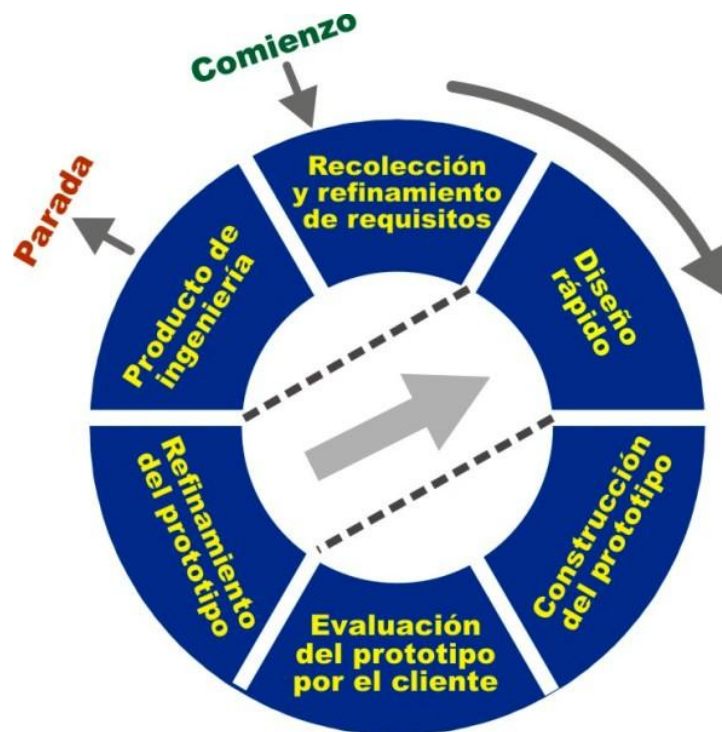 Comienzo
Parada
Recolección
y refinamiento
de requisitos
Diseño
rápido
Construcción
del prototipo
Evaluación
del prototipo
por el cliente
Refinamiento
del prototipo
Producto de
ingeniería